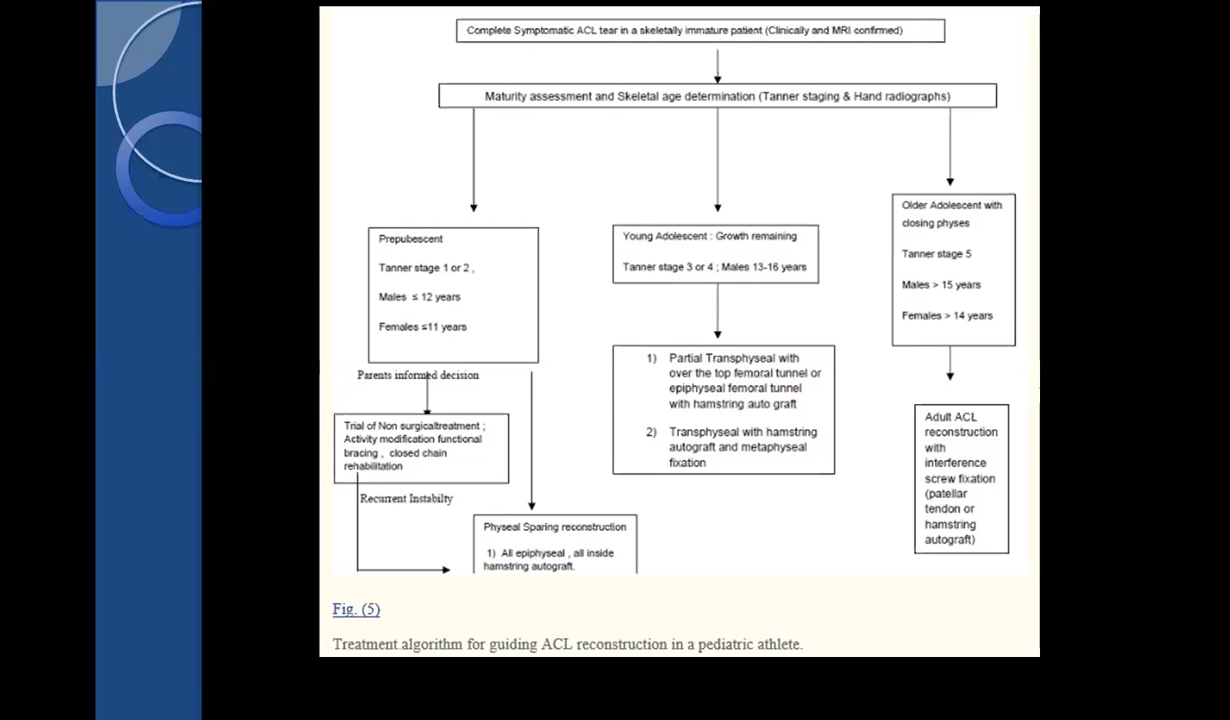 Complete Symptomatic ACL tear in a skeletally immature patient (Clinically and MRI confirmed)
Maturity assessment and Skeletal age determination (Tanner staging & Hand radiographs)
Prepubescent
Tanner stage 1 or 2 ,
Males ≤ 12 years
Females ≤11 years
Parents informed decision
Trial of Non surgicaltreatment ;
Activity modification functional
bracing , closed chain
rehabilitation
Recurrent Instabilty
Physeal Sparing reconstruction
1) All epiphyseal , all inside
hamstring autograft.
Young Adolescent : Growth remaining
Tanner stage 3 or 4 ; Males 13-16 years
1) Partial Transphyseal with
over the top femoral tunnel or
epiphyseal femoral tunnel
with hamstring auto graft
2) Transphyseal with hamstring
autograft and metaphyseal
fixation
Older Adolescent with
closing physes
Tanner stage 5
Males > 15 years
Females > 14 years
Adult ACL
reconstruction
with
interference
screw fixation
(patellar
tendon or
hamstring
autograft)
Fig. (5)
Treatment algorithm for guiding ACL reconstruction in a pediatric athlete.